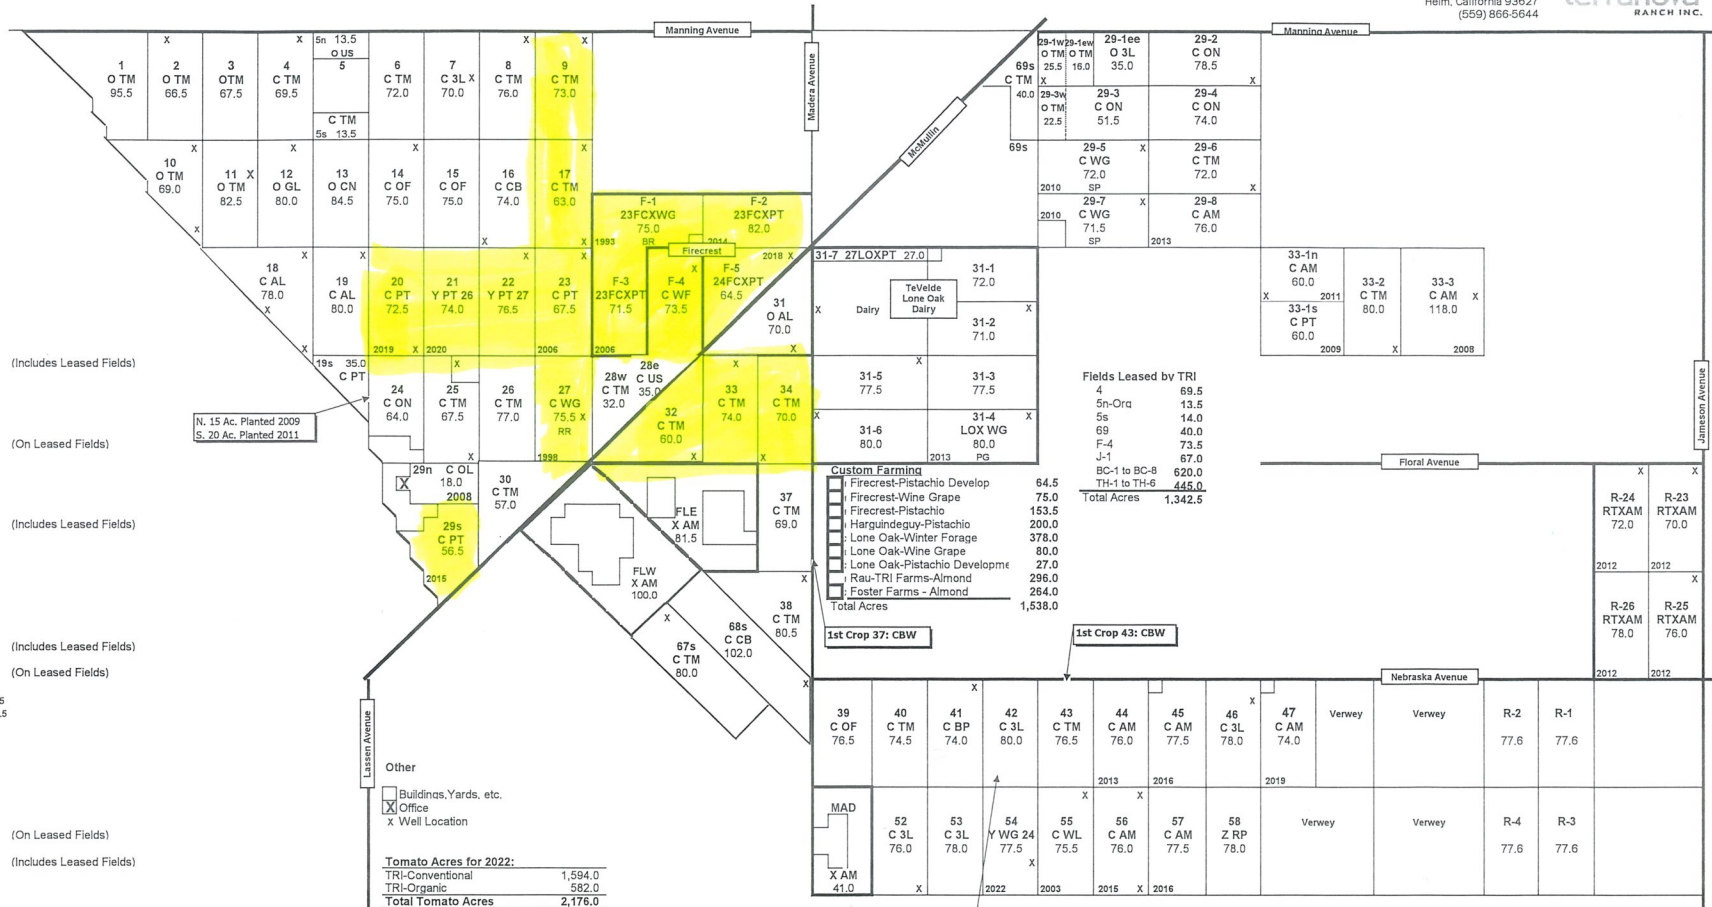 Helm, California 93627
(559) 866-5644
terranova
RANCH INC.
Manning Avenue
Manning Avenue
Madera Avenue
McMullin
Jameson Avenue
Lassen Avenue
Floral Avenue
Nebraska Avenue
1
O TM
95.5
X
2
O TM
66.5
3
OTM
67.5
X
4
C TM
69.5
5n 13.5
O US
5
C TM
5s 13.5
X
6
C TM
72.0
7
C 3L X
70.0
X
8
C TM
76.0
X
9
C TM
73.0
X
10
O TM
69.0
X
11 X
O TM
82.5
X
12
O GL
80.0
13
O CN
84.5
X
14
C OF
75.0
15
C OF
75.0
16
C CB
74.0
X
17
C TM
63.0
X
F-1
23FCXWG
75.0
1993 BR
F-2
23FCXPT
82.0
2014
Firecrest
18
C AL
78.0
X
X
X
19
C AL
80.0
X
20
C PT
72.5
2019 X
21
Y PT 26
74.0
2020
X
22
Y PT 27
76.5
X
23
C PT
67.5
2006
F-3
23FCXPT
71.5
2006
X
F-4
C WF
73.5
2018 X
F-5
24FCXPT
64.5
31
O AL
70.0
X
19s 35.0
C PT
24
C ON
64.0
X
25
C TM
67.5
X
26
C TM
77.0
27
C WG
75.5 X
RR
1998
28w
C TM
32.0
28e
C US
35.0
32
C TM
60.0
X
X
33
C TM
74.0
34
C TM
70.0
X
29n C OL
18.0
X
2008
29s
C PT
56.5
2015
30
C TM
57.0
FLE
X AM
81.5
FLW
X AM
100.0
37
C TM
69.0
X
38
C TM
80.5
X
67s
C TM
80.0
X
68s
C CB
102.0
N. 15 Ac. Planted 2009
S. 20 Ac. Planted 2011
(Includes Leased Fields)
(On Leased Fields)
(Includes Leased Fields)
(Includes Leased Fields)
(On Leased Fields)
(On Leased Fields)
(Includes Leased Fields)
69s
C TM
40.0
69s
29-1w
O TM
25.5
X
29-1ew
O TM
16.0
29-1ee
O 3L
35.0
29-2
C ON
78.5
X
29-3w
O TM
22.5
29-3
C ON
51.5
29-4
C ON
74.0
29-5 X
C WG
72.0
2010 SP
29-6
C TM
72.0
X
29-7 X
2010 C WG
71.5
SP
29-8
C AM
76.0
2013
31-7 27LOXPT 27.0
31-1
72.0
TeVelde
Lone Oak
Dairy
X Dairy
X
31-2
71.0
X
31-5
77.5
31-3
77.5
X
31-6
80.0
31-4 X
LOX WG
80.0
2013 PG
33-1n
C AM
60.0
X 2011
33-1s
C PT
60.0
2009
33-2
C TM
80.0
X
33-3
C AM X
118.0
2008
Fields Leased by TRI
4 69.5
5n-Org 13.5
5s 14.0
69 40.0
F-4 73.5
J-1 67.0
BC-1 to BC-8 620.0
TH-1 to TH-6 445.0
Total Acres 1,342.5
Custom Farming
Firecrest-Pistachio Develop 64.5
Firecrest-Wine Grape 75.0
Firecrest-Pistachio 153.5
Harguindeguy-Pistachio 200.0
Lone Oak-Winter Forage 378.0
Lone Oak-Wine Grape 80.0
Lone Oak-Pistachio Developme 27.0
Rau-TRI Farms-Almond 296.0
Foster Farms - Almond 264.0
Total Acres 1,538.0
1st Crop 37: CBW
1st Crop 43: CBW
X
R-24
RTXAM
72.0
2012
X
R-23
RTXAM
70.0
2012
R-26
RTXAM
78.0
2012
X
R-25
RTXAM
76.0
2012
39
C OF
76.5
40
C TM
74.5
X
41
C BP
74.0
42
C 3L
80.0
43
C TM
76.5
44
C AM
76.0
2013
45
C AM
77.5
2016
X
46
C 3L
78.0
47
C AM
74.0
2019
Verwey
Verwey
R-2
77.6
R-1
77.6
MAD
X AM
41.0
52
C 3L
76.0
X
53
C 3L
78.0
54
Y WG 24
77.5
X
2022
X
55
C WL
75.5
2003
X
56
C AM
76.0
2015 X
57
C AM
77.5
2016
58
Z RP
78.0
Verwey
Verwey
R-4
77.6
R-3
77.6
Other
Buildings,Yards, etc.
X Office
x Well Location
Tomato Acres for 2022:
TRI-Conventional 1,594.0
TRI-Organic 582.0
Total Tomato Acres 2,176.0